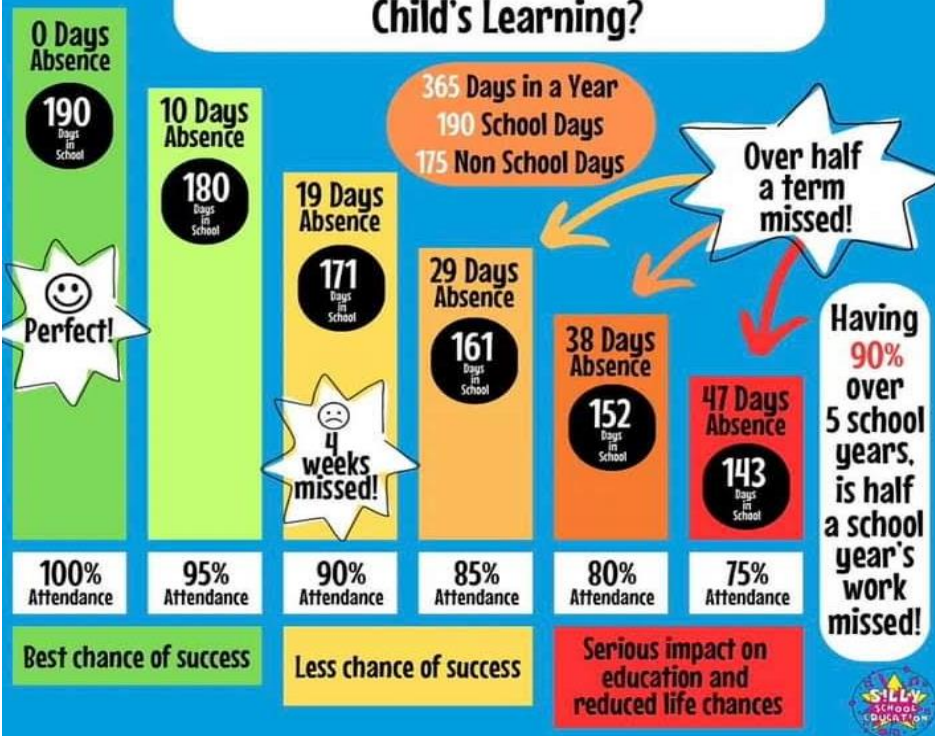 Child's Learning?
0 Days
Absence
190
Days
in
School
Perfect!
100%
Attendance
10 Days
Absence
180
Days
in
School
95%
Attendance
Best chance of success
19 Days
Absence
171
Days
in
School
4
weeks
missed!
90%
Attendance
29 Days
Absence
161
Days
in
School
85%
Attendance
Less chance of success
38 Days
Absence
152
Days
in
School
80%
Attendance
47 Days
Absence
143
Days
in
School
75%
Attendance
Serious impact on
education and
reduced life chances
365 Days in a Year
190 School Days
175 Non School Days
Over half
a term
missed!
Having
90%
over
5 school
years,
is half
a school
year's
work
missed!
SILLY
SCHOOL
EDUCATION